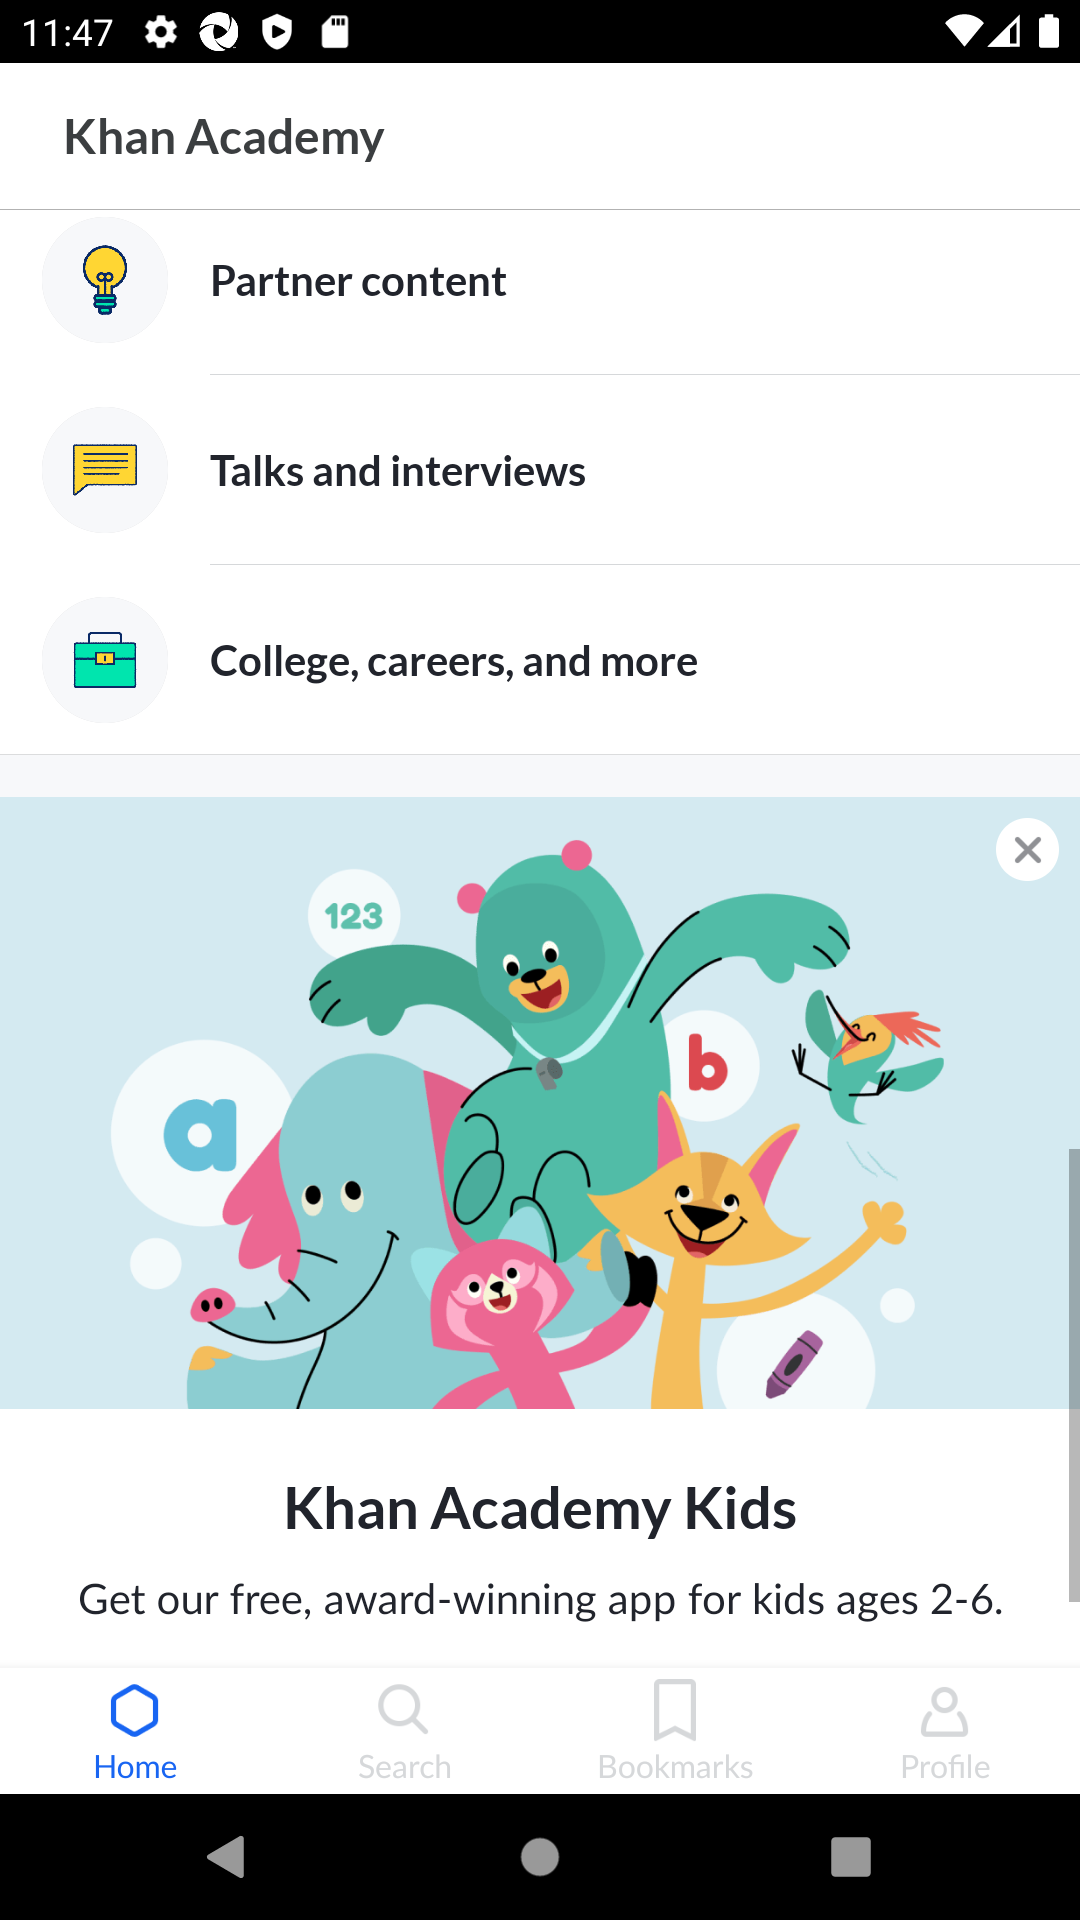 11:47
Khan Academy
Partner content
Talks and interviews
College, careers, and more
123
b
a
Khan Academy Kids
Get our free, award-winning app for kids ages 2-6.
Home
Search
Bookmarks
Profile